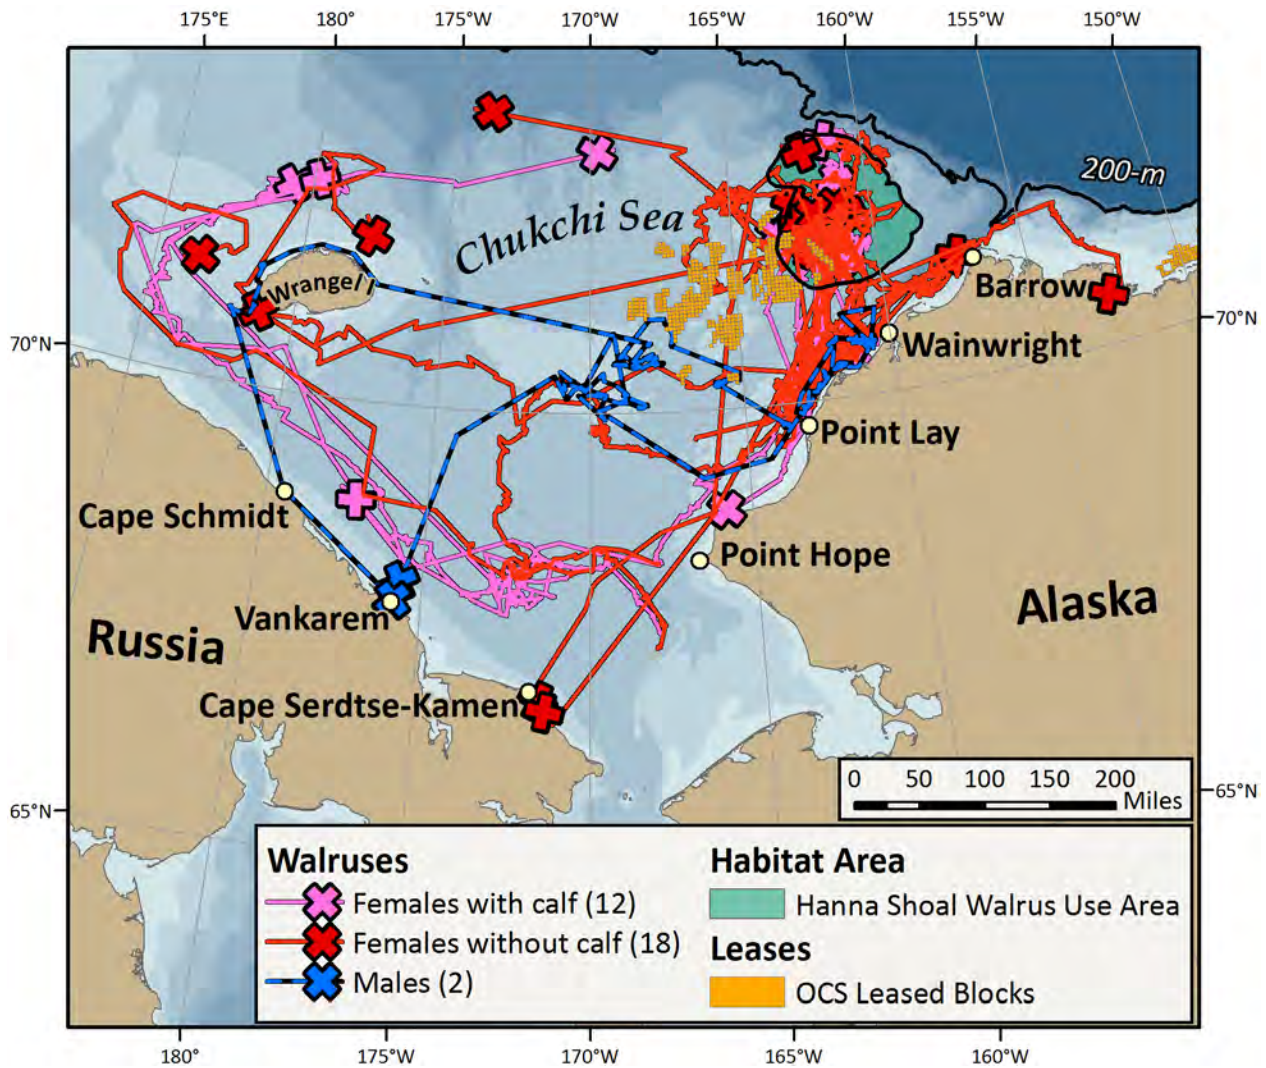 175°E 180° 175°W 170°W 165°W 160°W 155°W 150°W
200-m
Chukchi Sea
Wrangel I
Barrow
70°N
70°N
Wainwright
Point Lay
Cape Schmidt
Point Hope
Alaska
Vankarem
Russia
Cape Serdtse-Kamen
0 50 100 150 200
Miles
65°N
65°N
Walruses
Females with calf (12)
Females without calf (18)
Males (2)
Habitat Area
Hanna Shoal Walrus Use Area
Leases
OCS Leased Blocks
180° 175°W 170°W 165°W 160°W